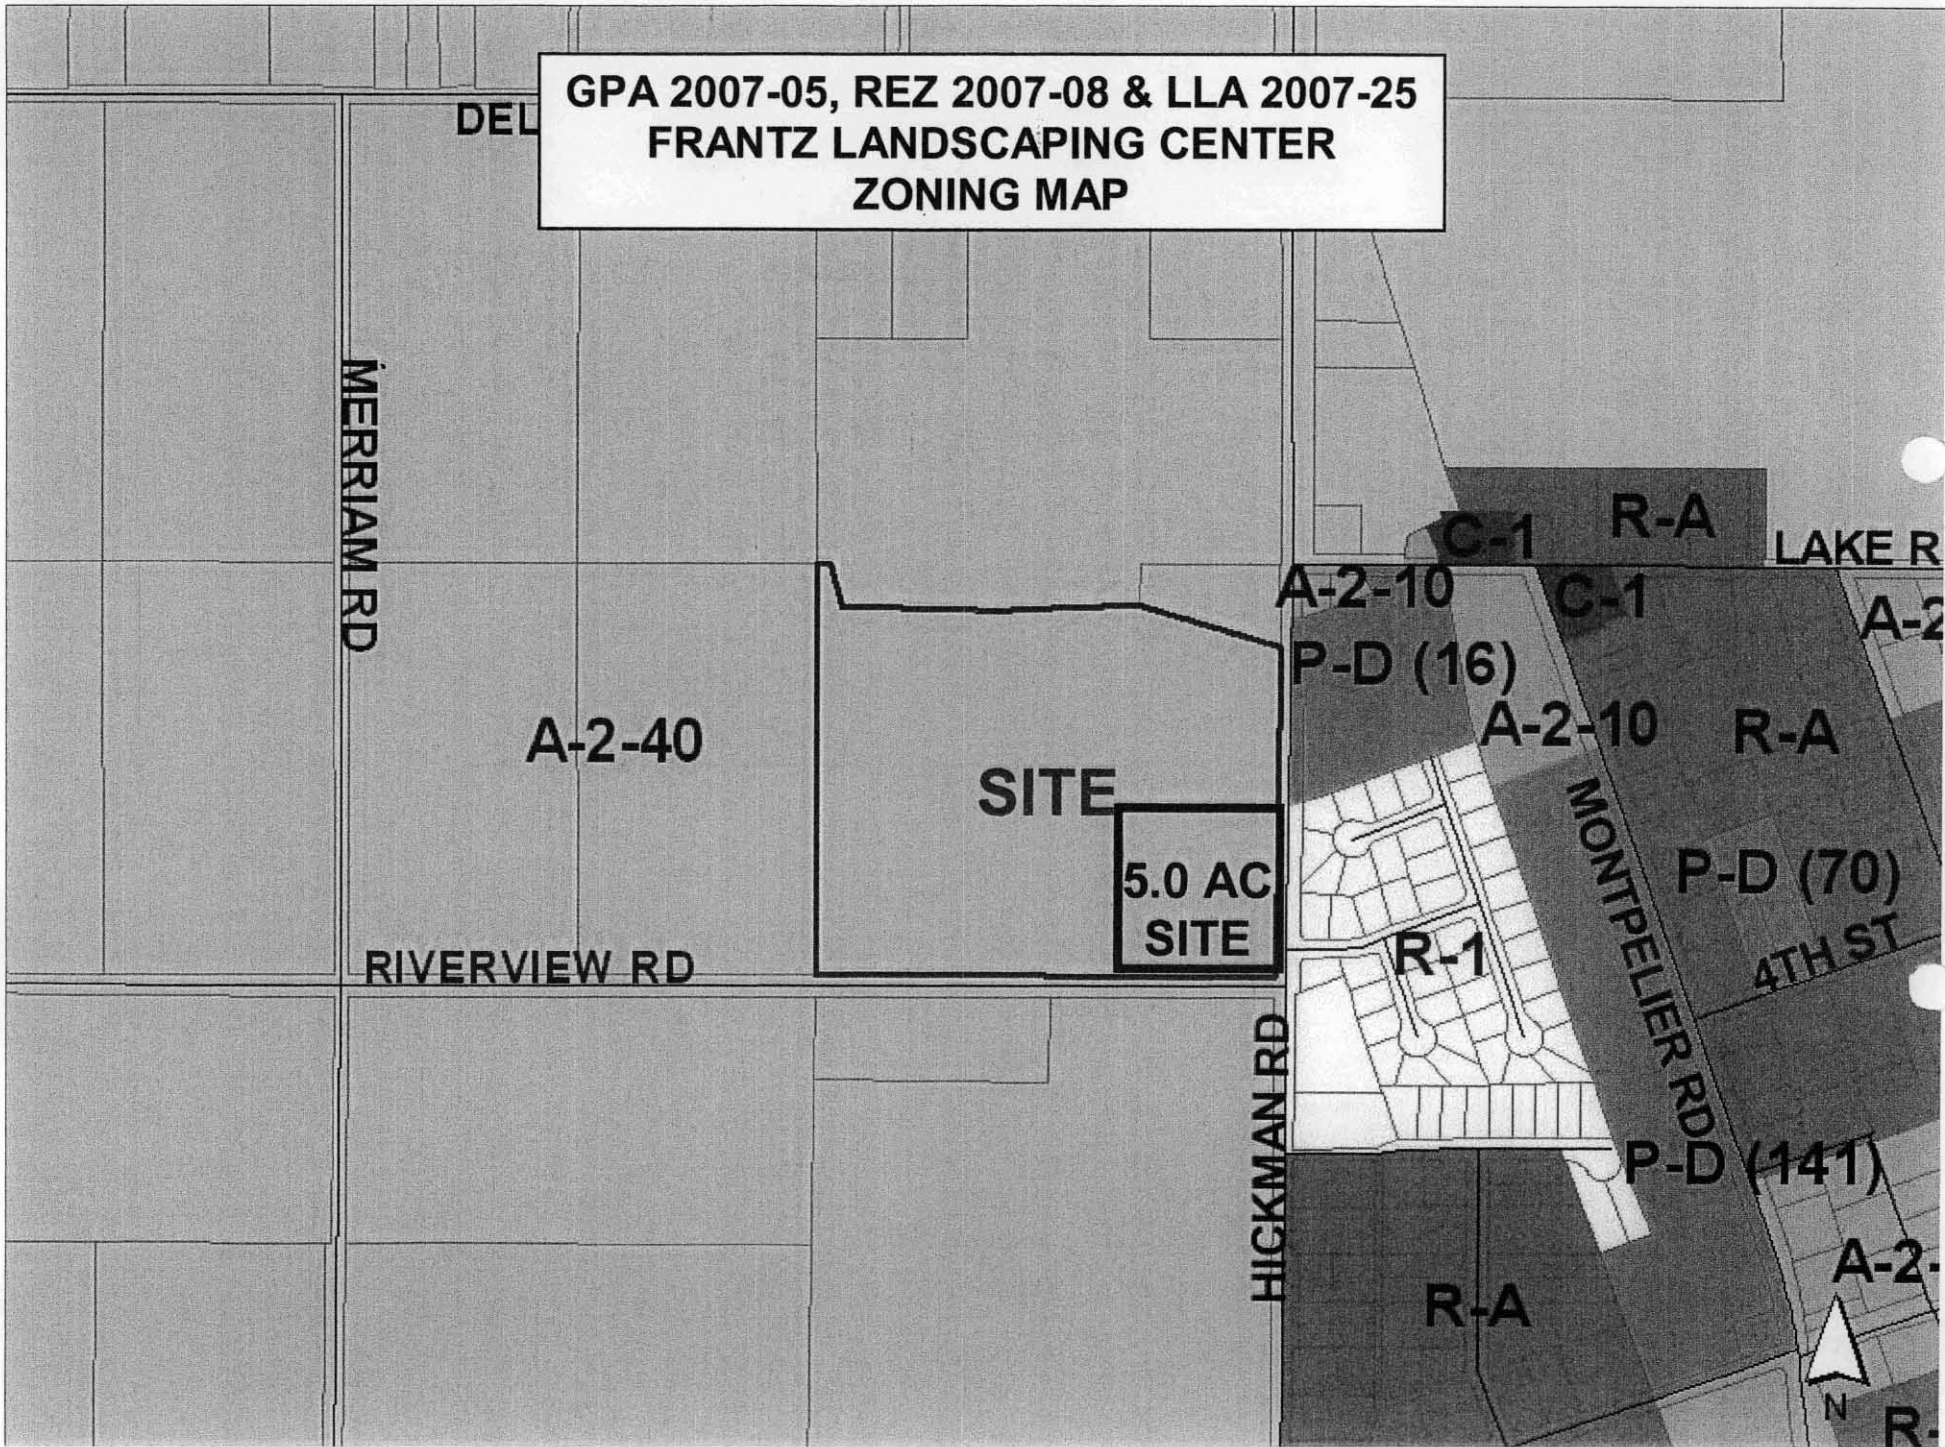 GPA 2007-05, REZ 2007-08 & LLA 2007-25
FRANTZ LANDSCAPING CENTER
ZONING MAP
DEL
MERRIAM RD
C-1
R-A
LAKE R
A-2-10
C-1
A-2
P-D (16)
A-2-10
R-A
A-2-40
SITE
MONTPELIER RD
5.0 AC
SITE
P-D (70)
4TH ST
R-1
RIVERVIEW RD
HICKMAN RD
P-D (141)
A-2-
R-A
N
R-